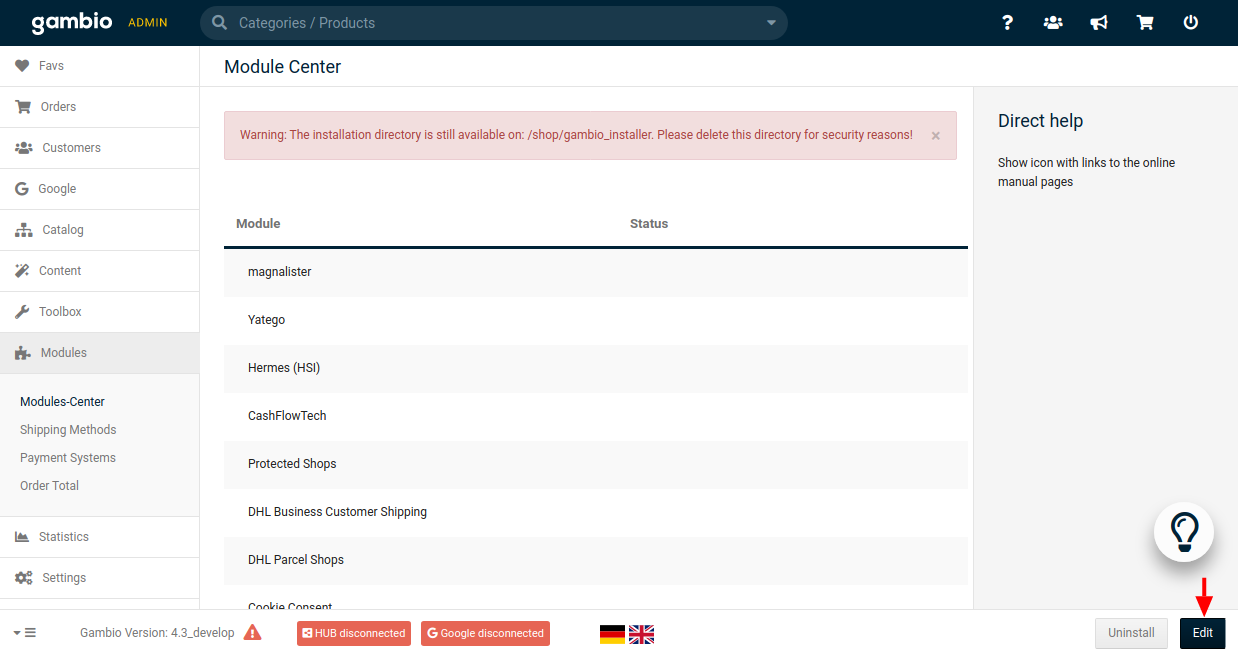 gambio ADMIN
Categories / Products
Favs
Orders
Customers
Google
Catalog
Content
Toolbox
Modules
Modules-Center
Shipping Methods
Payment Systems
Order Total
Statistics
Settings
Module Center
Warning: The installation directory is still available on: /shop/gambio_installer. Please delete this directory for security reasons! ×
Module Status
magnalister
Yatego
Hermes (HSI)
CashFlowTech
Protected Shops
DHL Business Customer Shipping
DHL Parcel Shops
Cookie Consent
Direct help
Show icon with links to the online
manual pages
Gambio Version: 4.3_develop
HUB disconnected
Google disconnected
Uninstall
Edit